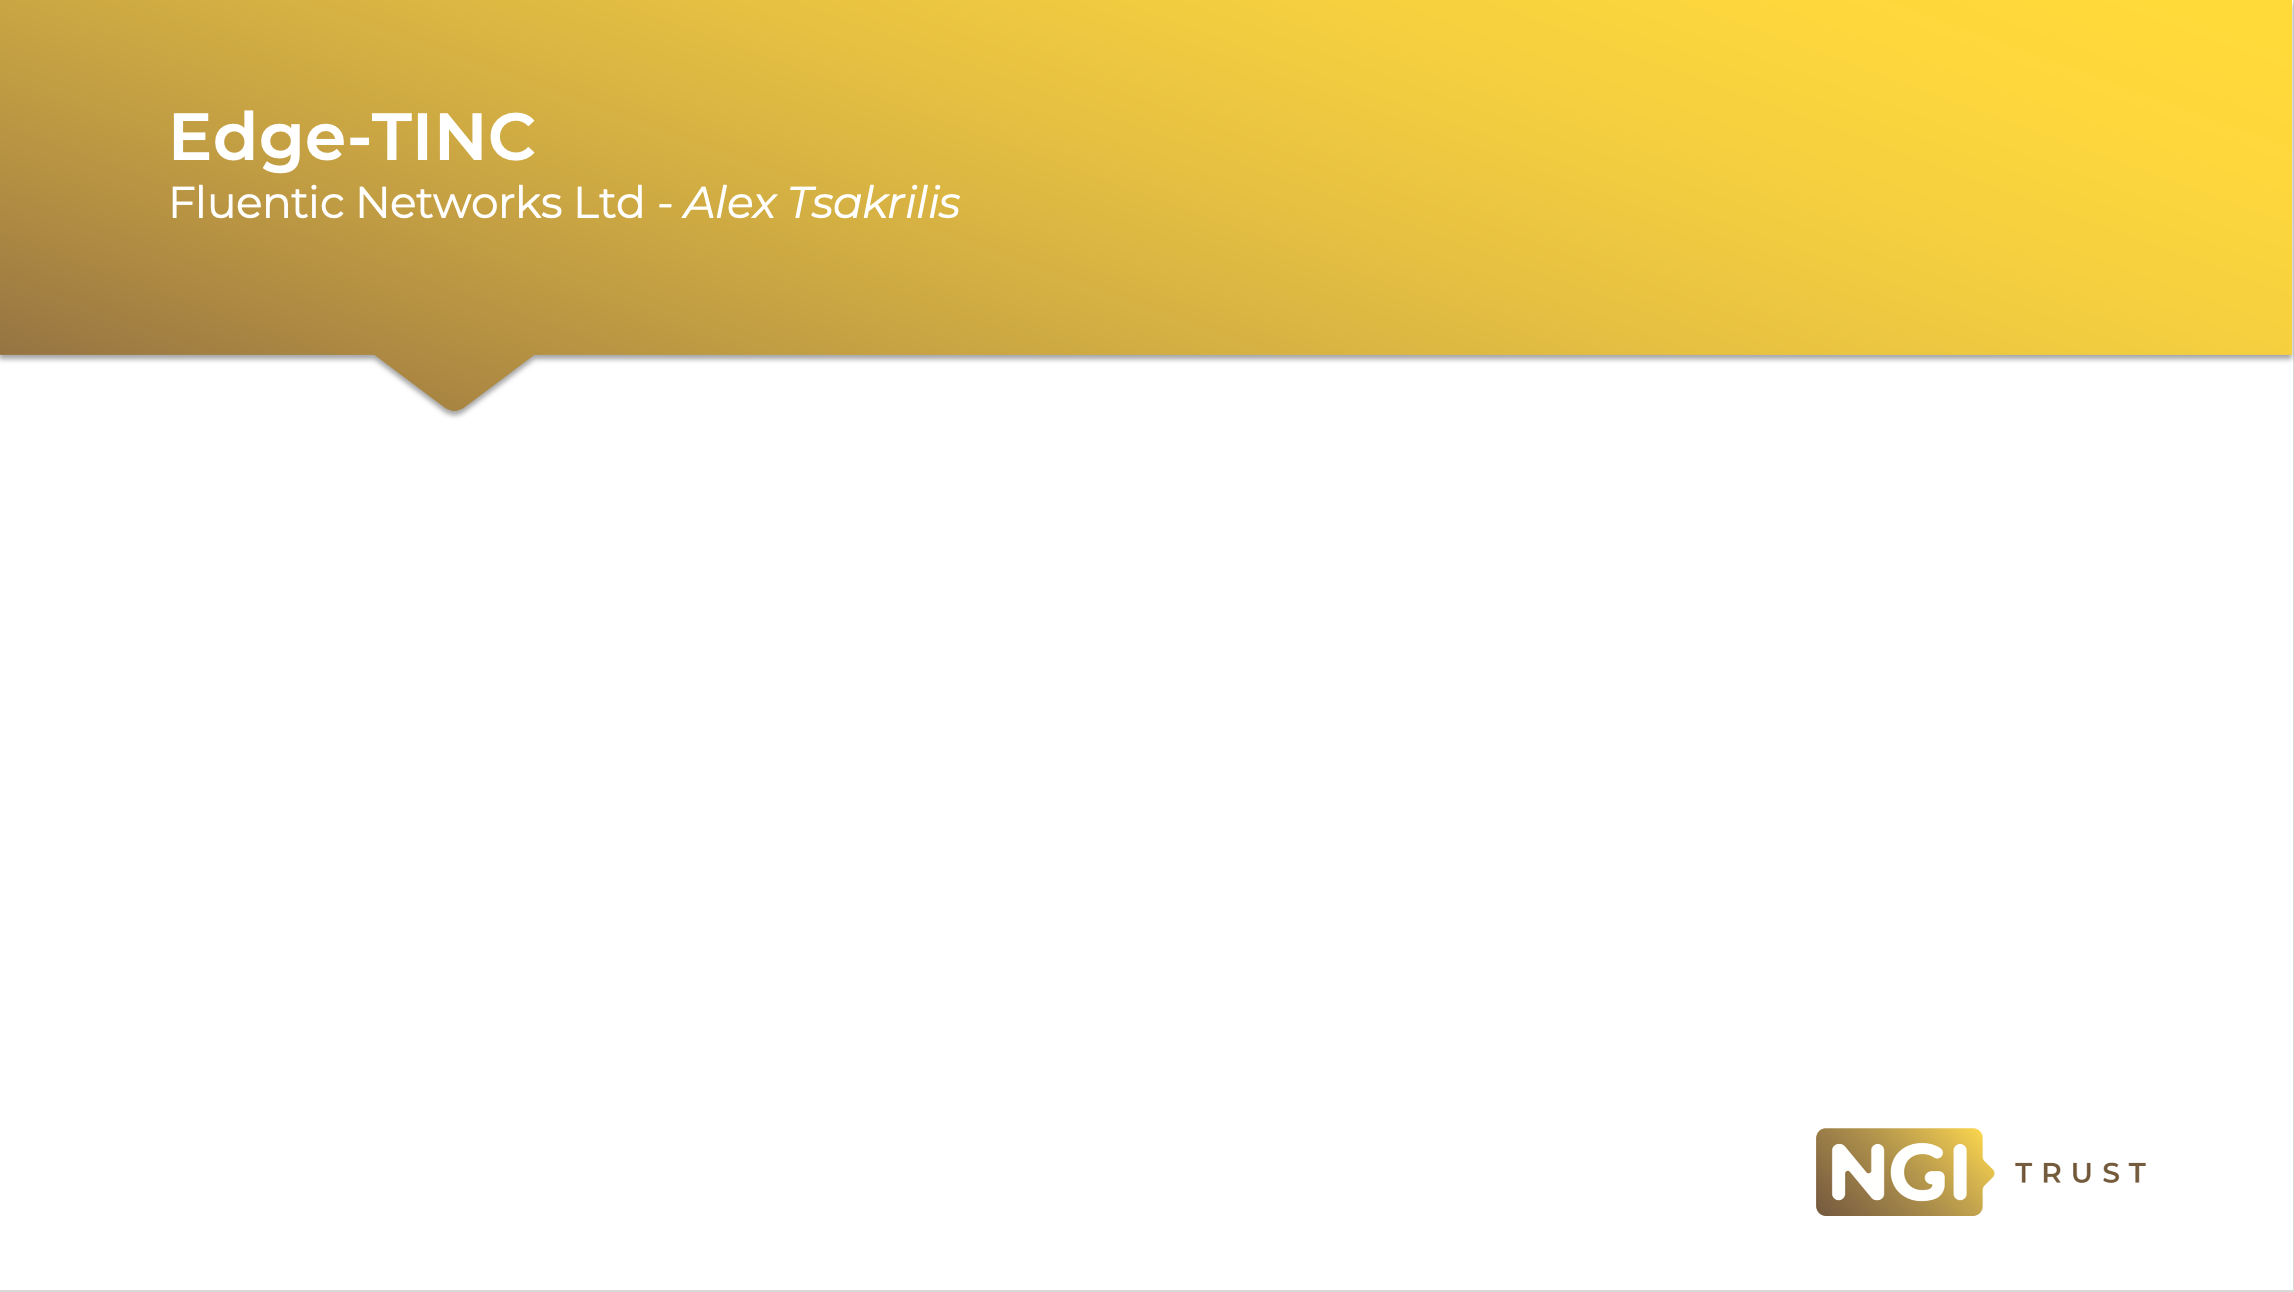 Edge-TINC
Fluentic Networks Ltd - Alex Tsakrilis
NGI TRUST